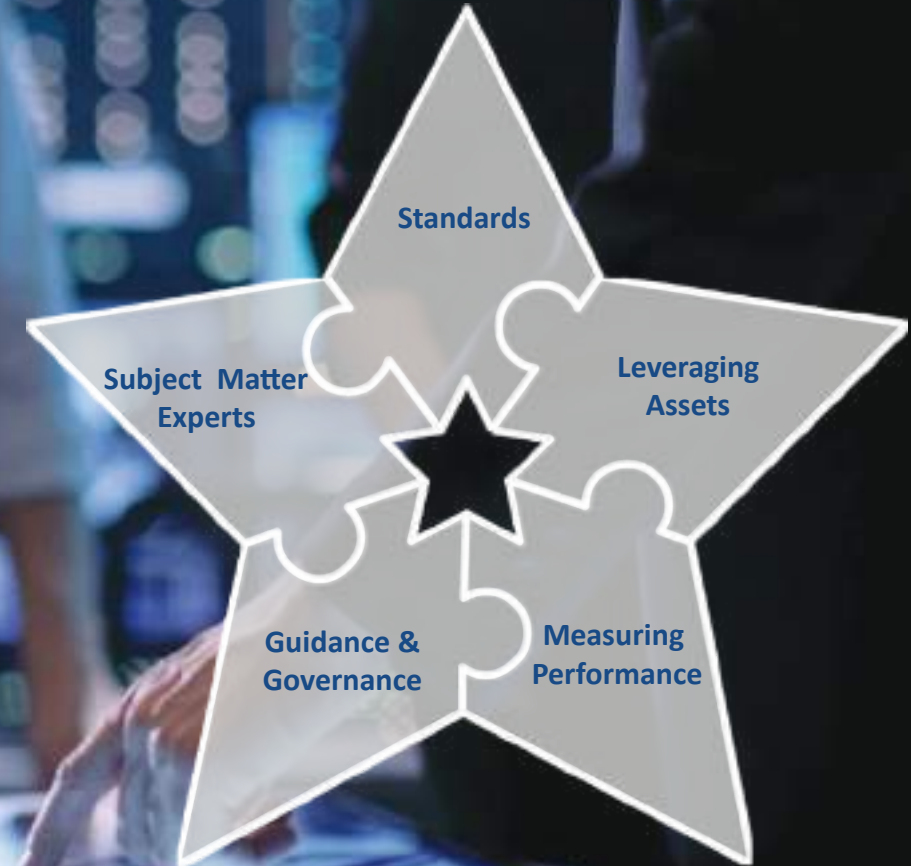 Standards
Leveraging
Assets
Subject Matter
Experts
Guidance &
Governance
Measuring
Performance